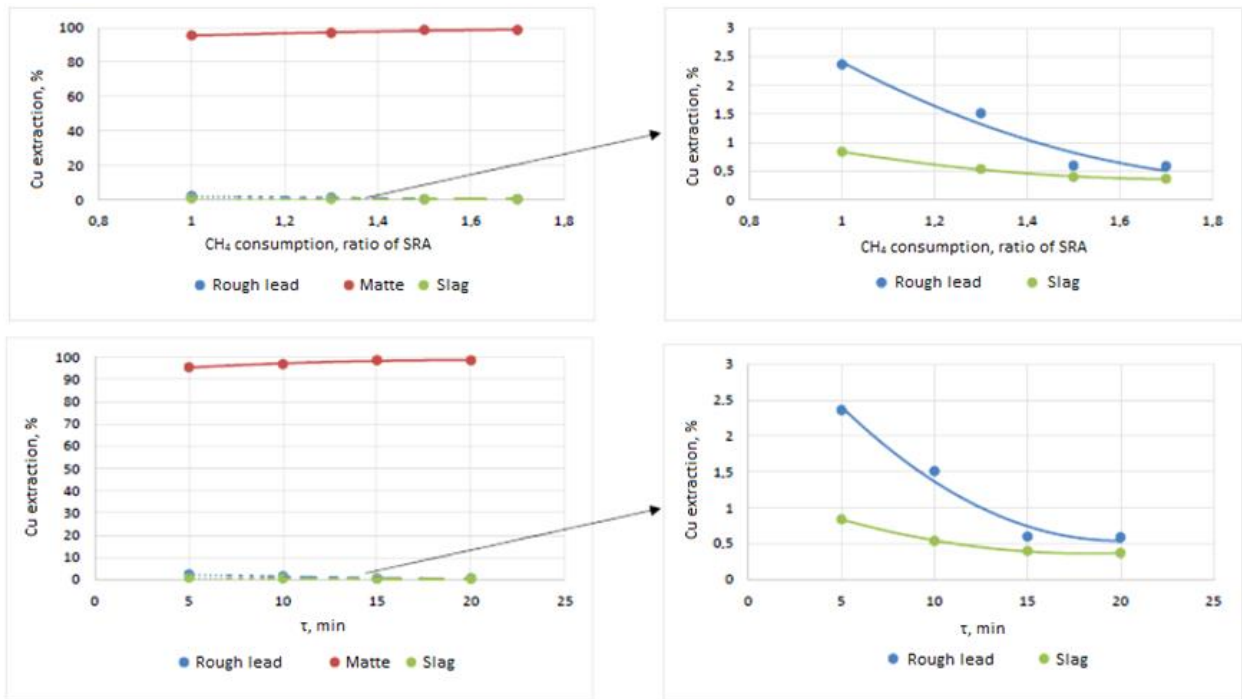 100
80
60
40
20
0
Cu extraction, %
0,8 1 1,2 1,4 1,6 1,8
CH₄ consumption, ratio of SRA
Rough lead Matte Slag
3
2.5
2
1.5
1
0.5
0
Cu extraction, %
0,8 1 1,2 1,4 1,6 1,8
CH₄ consumption, ratio of SRA
Rough lead Slag
100
90
80
70
60
50
40
30
20
10
0
Cu extraction, %
0 5 10 15 20 25
τ, min
Rough lead Matte Slag
3
2.5
2
1.5
1
0.5
0
Cu extraction, %
0 5 10 15 20 25
τ, min
Rough lead Slag